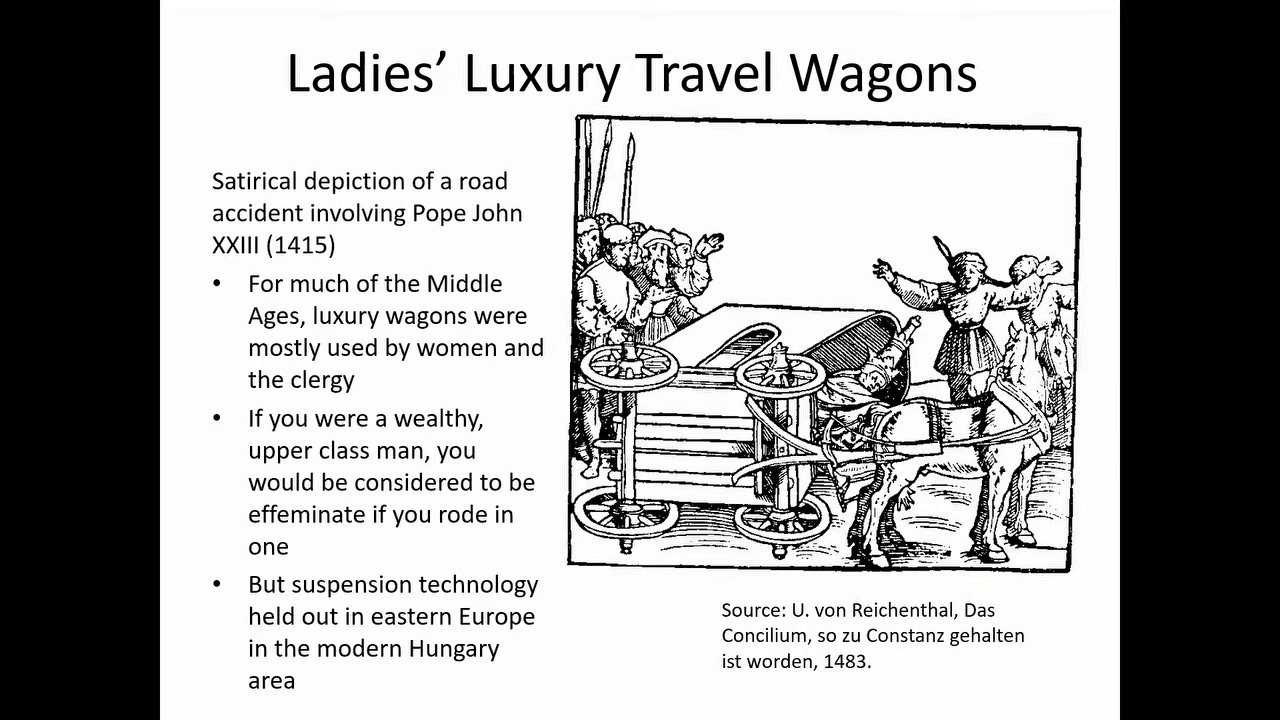 Ladies’ Luxury Travel Wagons
Satirical depiction of a road
accident involving Pope John
XXIII (1415)
• For much of the Middle
Ages, luxury wagons were
mostly used by women and
the clergy
• If you were a wealthy,
upper class man, you
would be considered to be
effeminate if you rode in
one
• But suspension technology
held out in eastern Europe
in the modern Hungary
area
Source: U. von Reichenthal, Das
Concilium, so zu Constanz gehalten
ist worden, 1483.